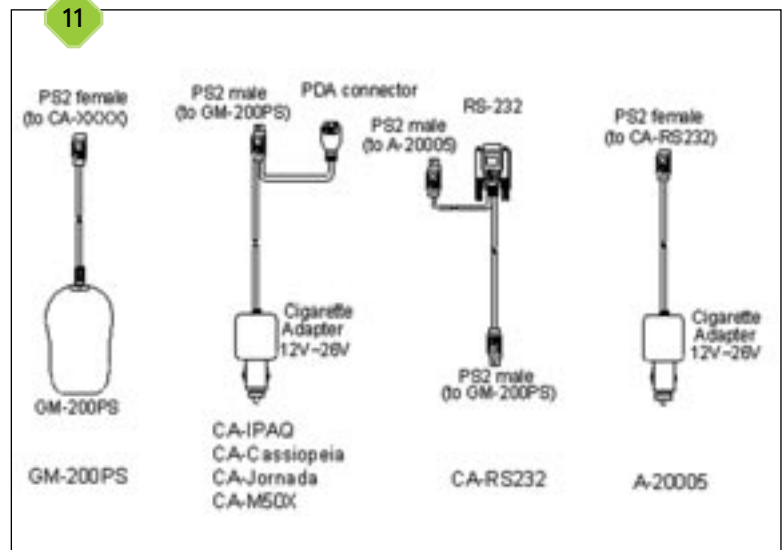 11
PS2 female
(to CA-XXXX)
GM-200PS
GM-200PS
PS2 male
(to GM-200PS)
PDA connector
Cigarette
Adapter
12V~26V
CA-IPAQ
CA-Cassiopeia
CA-Jornada
CA-M50X
PS2 male
(to A-20005)
RS-232
PS2 male
(to GM-200PS)
CA-RS232
PS2 female
(to CA-RS232)
Cigarette
Adapter
12V~26V
A-20005